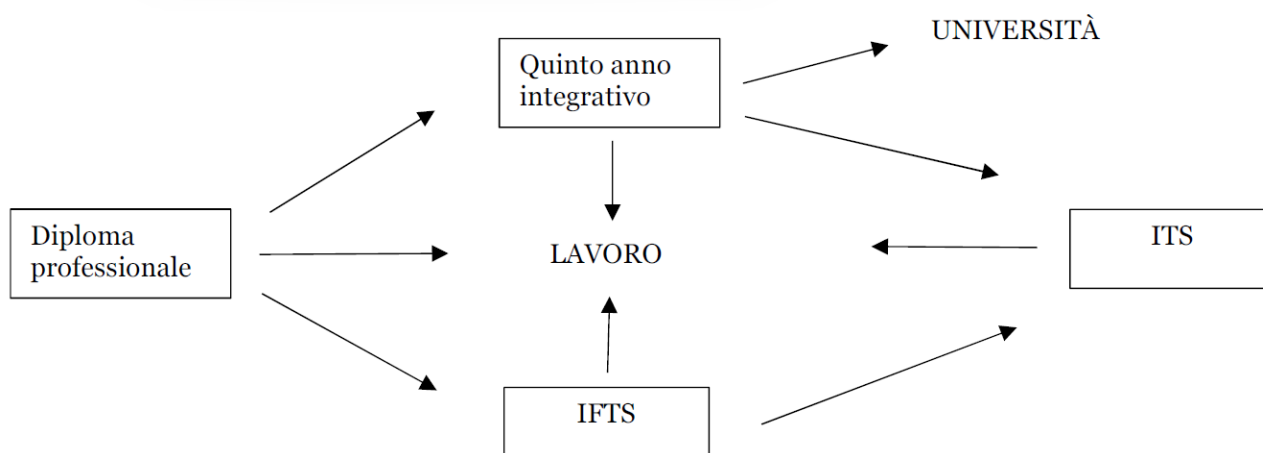 UNIVERSITÀ
Quinto anno
integrativo
Diploma
professionale
LAVORO
ITS
IFTS